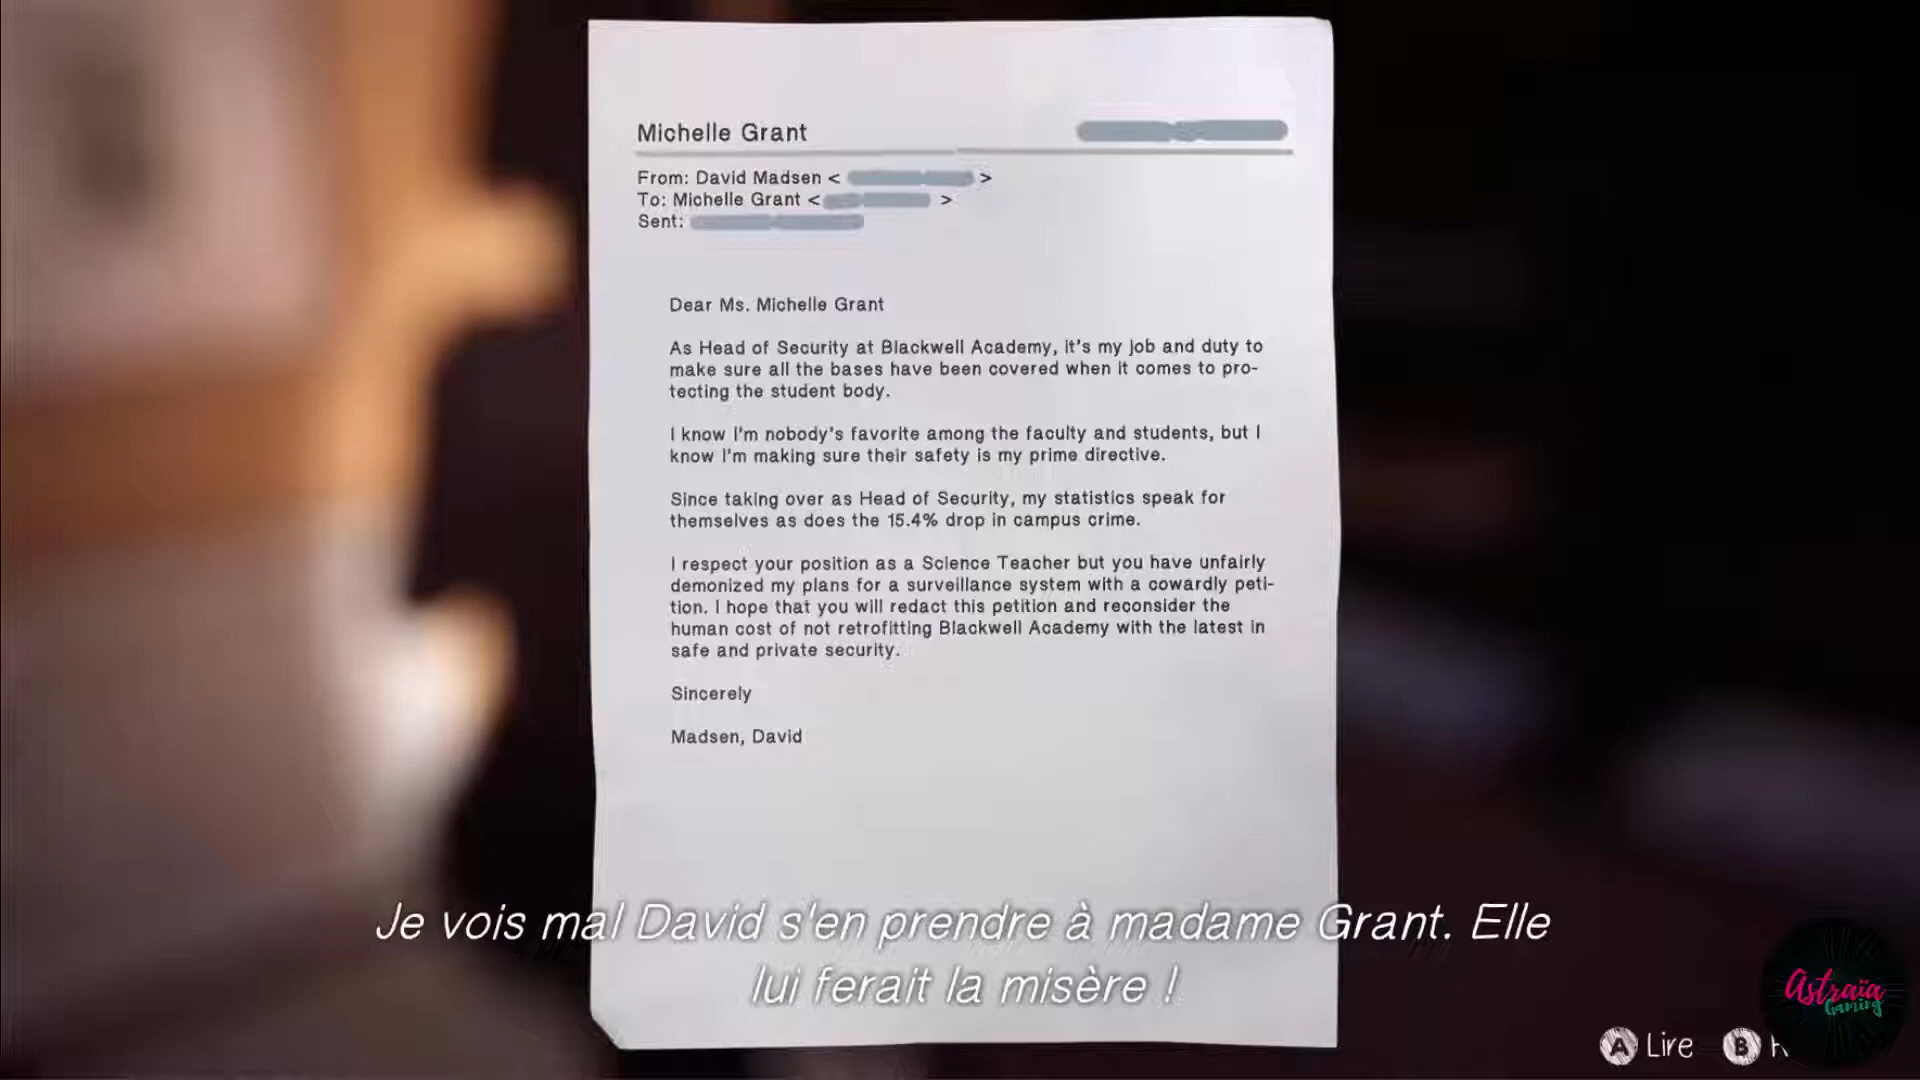 Michelle Grant
From: David Madsen < >
To: Michelle Grant < >
Sent:
Dear Ms. Michelle Grant
As Head of Security at Blackwell Academy, it's my job and duty to
make sure all the bases have been covered when it comes to pro-
tecting the student body.
I know I'm nobody's favorite among the faculty and students, but I
know I'm making sure their safety is my prime directive.
Since taking over as Head of Security, my statistics speak for
themselves as does the 15.4% drop in campus crime.
I respect your position as a Science Teacher but you have unfairly
demonized my plans for a surveillance system with a cowardly peti-
tion. I hope that you will redact this petition and reconsider the
human cost of not retrofitting Blackwell Academy with the latest in
safe and private security.
Sincerely
Madsen, David
Je vois mal David s'en prendre à madame Grant. Elle
lui ferait la misère !
Astraïa
Gaming
A Lire B